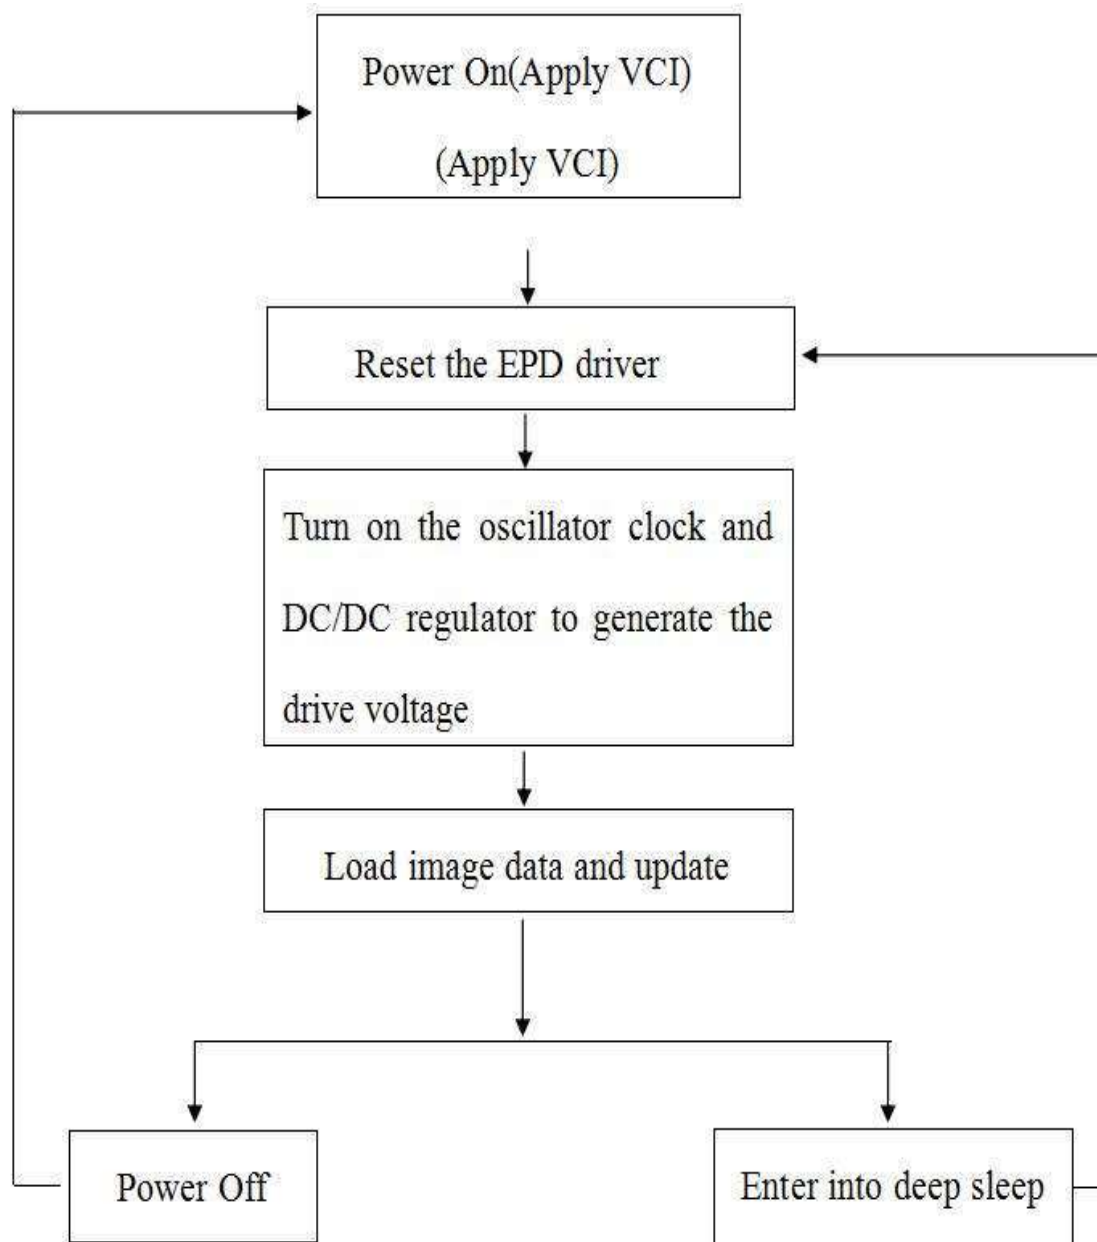 Power On(Apply VCI)
(Apply VCI)
Reset the EPD driver
Turn on the oscillator clock and
DC/DC regulator to generate the
drive voltage
Load image data and update
Power Off
Enter into deep sleep